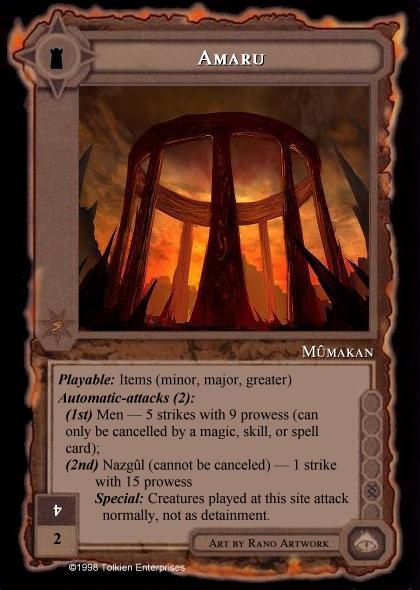 Amaru
Mûmakan
Playable: Items (minor, major, greater)
Automatic-attacks (2):
(1st) Men — 5 strikes with 9 prowess (can
only be cancelled by a magic, skill, or spell
card);
(2nd) Nazgûl (cannot be canceled) — 1 strike
with 15 prowess
Special: Creatures played at this site attack
normally, not as detainment.
4
2
Art by Rano Artwork
©1998 Tolkien Enterprises